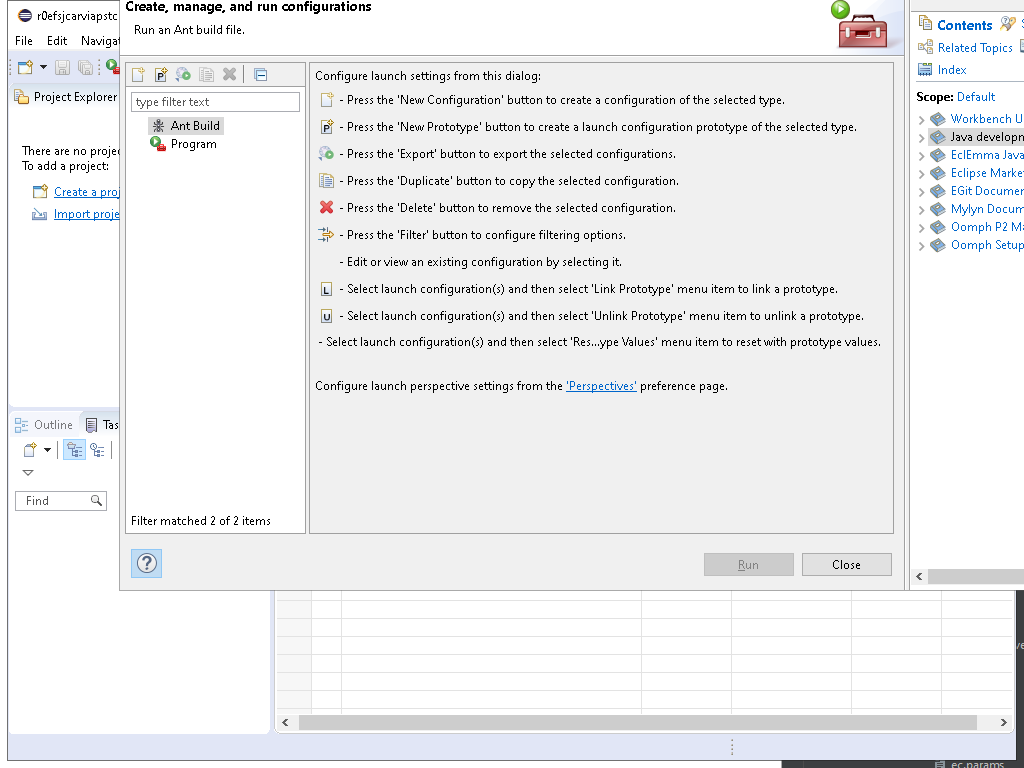 r0efsjcarviapstc
File Edit Navigat
Project Explorer
There are no projec
To add a project:
Create a proj
Import proje
Outline Tas
Find
Create, manage, and run configurations
Run an Ant build file.
type filter text
Ant Build
Program
Filter matched 2 of 2 items
Configure launch settings from this dialog:
- Press the 'New Configuration' button to create a configuration of the selected type.
P - Press the 'New Prototype' button to create a launch configuration prototype of the selected type.
- Press the 'Export' button to export the selected configurations.
- Press the 'Duplicate' button to copy the selected configuration.
- Press the 'Delete' button to remove the selected configuration.
- Press the 'Filter' button to configure filtering options.
- Edit or view an existing configuration by selecting it.
L - Select launch configuration(s) and then select 'Link Prototype' menu item to link a prototype.
U - Select launch configuration(s) and then select 'Unlink Prototype' menu item to unlink a prototype.
- Select launch configuration(s) and then select 'Res...ype Values' menu item to reset with prototype values.
Configure launch perspective settings from the 'Perspectives' preference page.
? Run Close
Contents
Related Topics
Index
Scope: Default
Workbench U
Java developm
EclEmma Java
Eclipse Marke
EGit Documen
Mylyn Docum
Oomph P2 Ma
Oomph Setup
ec.params